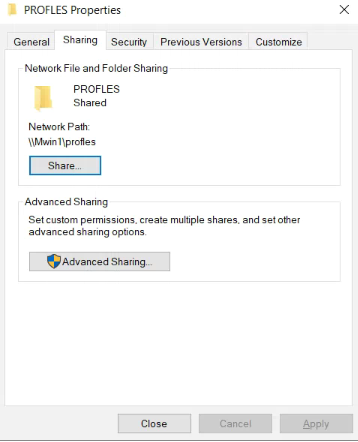 PROFLES Properties
General Sharing Security Previous Versions Customize
Network File and Folder Sharing
PROFLES
Shared
Network Path:
\\Mwin1\profles
Share...
Advanced Sharing
Set custom permissions, create multiple shares, and set other
advanced sharing options.
Advanced Sharing...
Close Cancel Apply